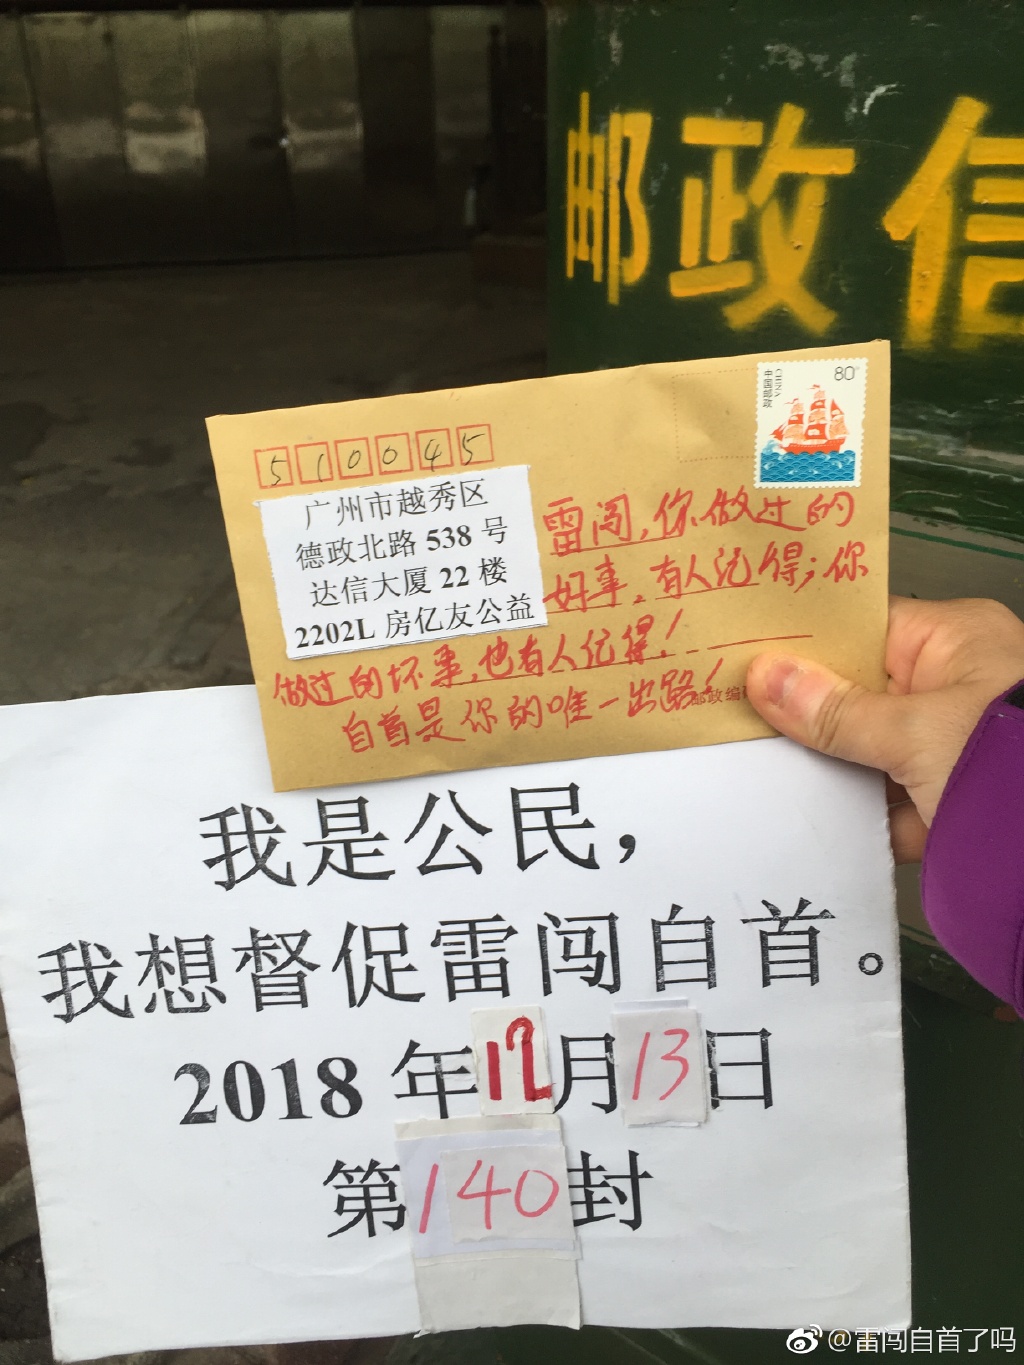 邮政信
中国邮政
CHINA
80分
510045
广州市越秀区
德政北路 538 号
达信大厦 22 楼
2202L 房亿友公益
雷闯，你做过的
好事，有人记得；你
做过的坏事，也有人记得！
自首是你的唯一出路！
邮政编
我是公民，
我想督促雷闯自首。
2018 年12月13日
第140封
@雷闯自首了吗